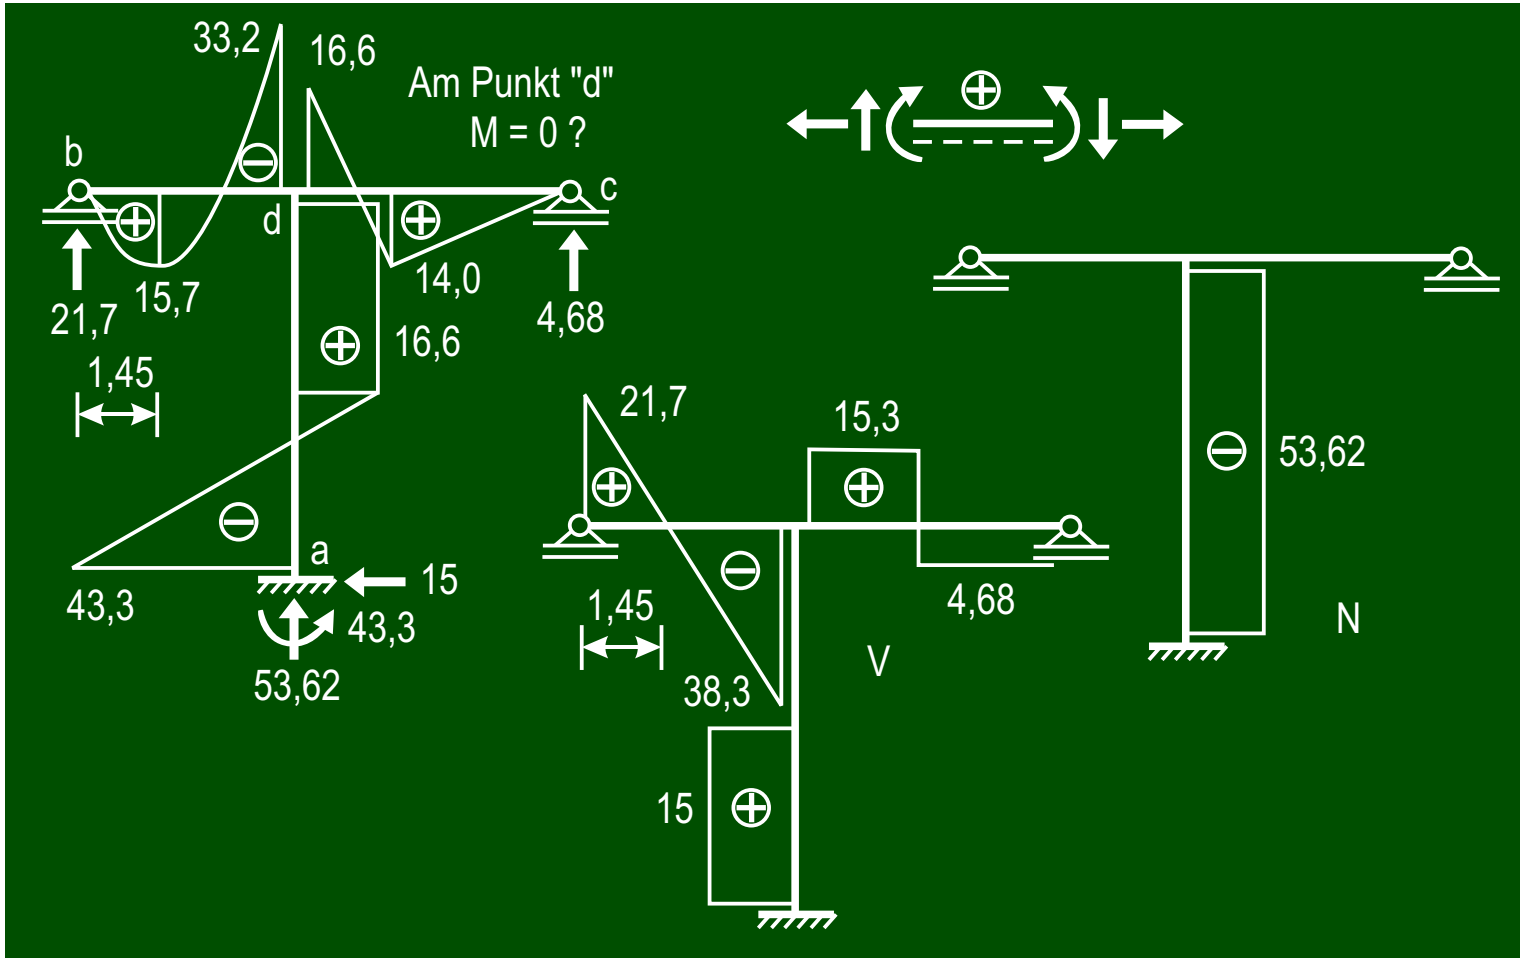 33,2
16,6
Am Punkt "d"
M = 0 ?
b
c
d
15,7
14,0
21,7
4,68
16,6
1,45
a
15
43,3
43,3
53,62
21,7
15,3
1,45
4,68
38,3
V
15
53,62
N